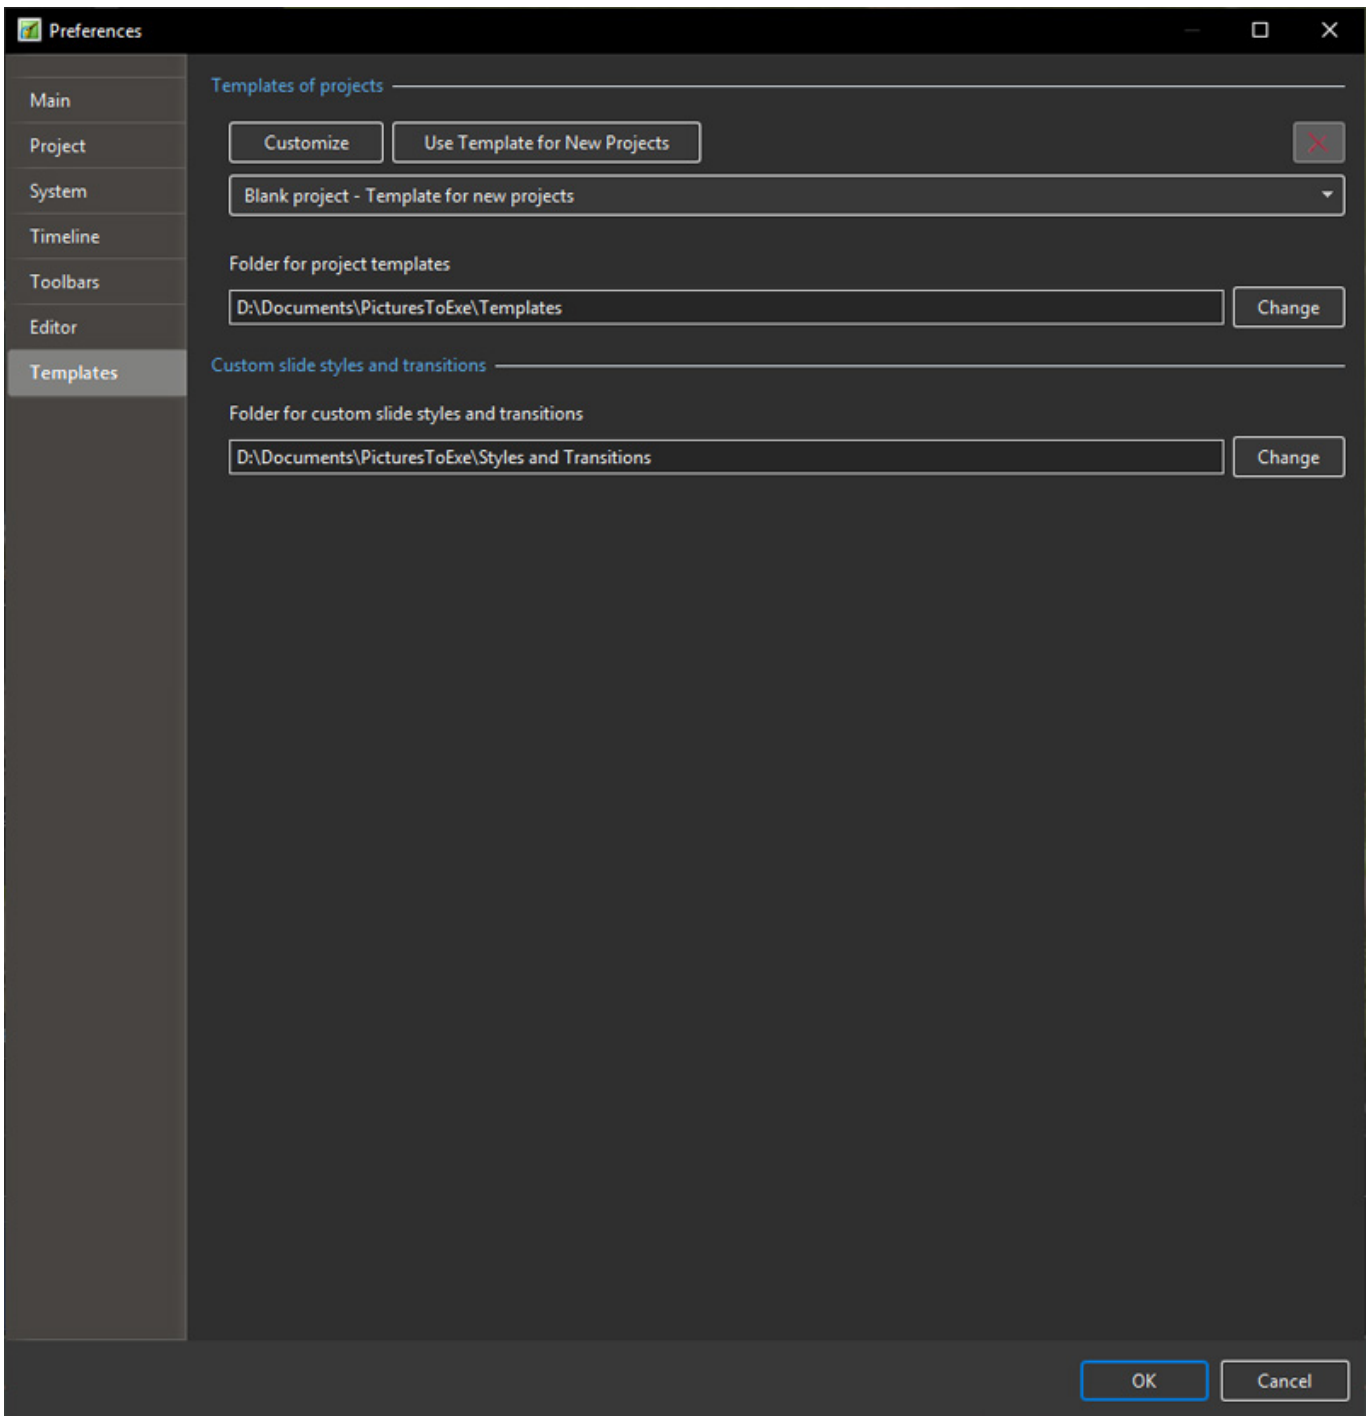 Preferences
Main
Project
System
Timeline
Toolbars
Editor
Templates
Templates of projects
Customize
Use Template for New Projects
Blank project - Template for new projects
Folder for project templates
D:\Documents\PicturesToExe\Templates
Change
Custom slide styles and transitions
Folder for custom slide styles and transitions
D:\Documents\PicturesToExe\Styles and Transitions
Change
OK
Cancel